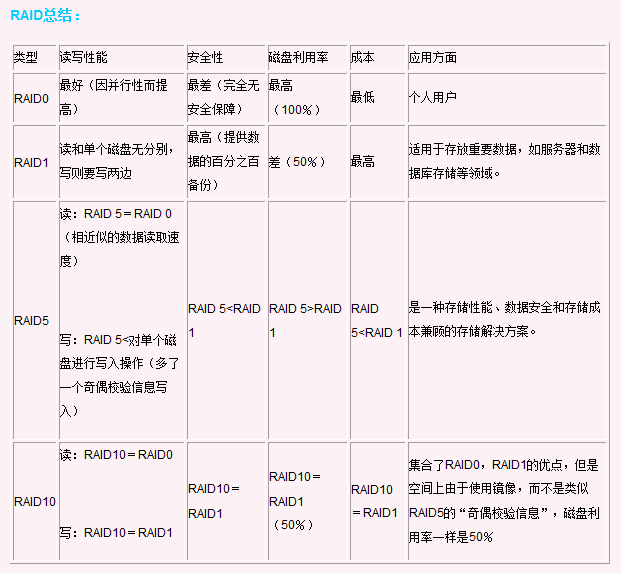 RAID总结：
类型 读写性能 安全性 磁盘利用率 成本 应用方面
RAID0
最好（因并行性而提
高）
最差（完全无
安全保障）
最高
（100％）
最低
个人用户
RAID1
读和单个磁盘无分别，
写则要写两边
最高（提供数
据的百分之百
备份）
差（50％）
最高
适用于存放重要数据，如服务器和数
据库存储等领域。
RAID5
读：RAID 5＝RAID 0
（相近似的数据读取速
度）
写：RAID 5<对单个磁
盘进行写入操作（多了
一个奇偶校验信息写
入）
RAID 5<RAID
1
RAID 5>RAID
1
RAID
5<RAID 1
是一种存储性能、数据安全和存储成
本兼顾的存储解决方案。
RAID10
读：RAID10＝RAID0
写：RAID10＝RAID1
RAID10＝
RAID1
RAID10＝
RAID1
（50％）
RAID10
＝RAID1
集合了RAID0，RAID1的优点，但是
空间上由于使用镜像，而不是类似
RAID5的“奇偶校验信息”，磁盘利
用率一样是50％